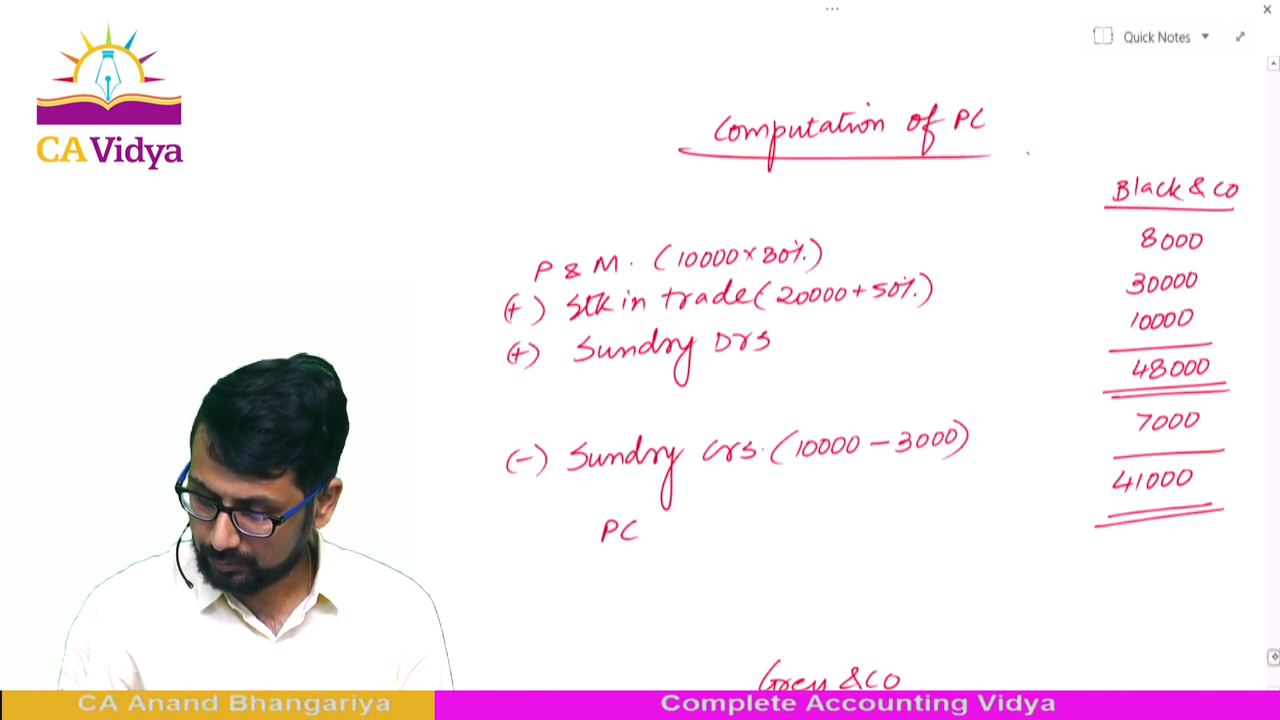 Quick Notes
CA Vidya
Computation of PC
Black & CO
P & M. (10000 x 80%) 8000
(+) Stk in trade (20000 + 50%) 30000
(+) Sundry Drs 10000
48000
(-) Sundry Crs. (10000 - 3000) 7000
41000
PC
Grey & CO
CA Anand Bhangariya
Complete Accounting Vidya